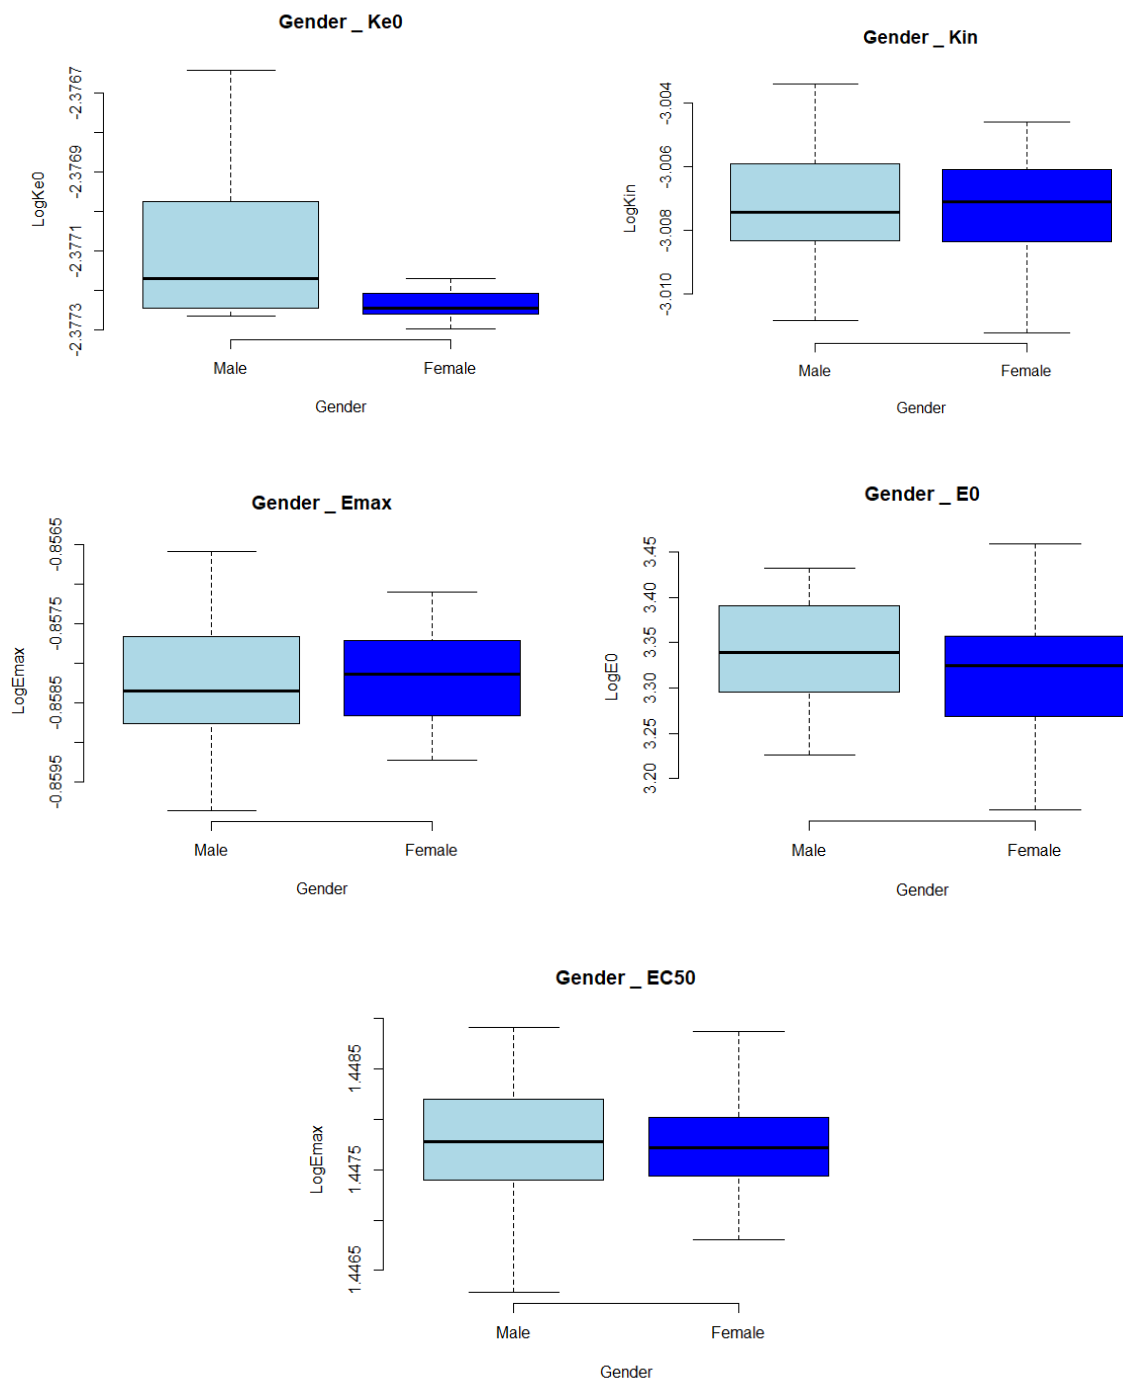 Gender _ Ke0
LogKe0
-2.3767
-2.3769
-2.3771
-2.3773
Male
Female
Gender
Gender _ Kin
LogKin
-3.004
-3.006
-3.008
-3.010
Male
Female
Gender
Gender _ Emax
LogEmax
-0.8565
-0.8575
-0.8585
-0.8595
Male
Female
Gender
Gender _ E0
LogE0
3.45
3.40
3.35
3.30
3.25
3.20
Male
Female
Gender
Gender _ EC50
LogEmax
1.4485
1.4475
1.4465
Male
Female
Gender